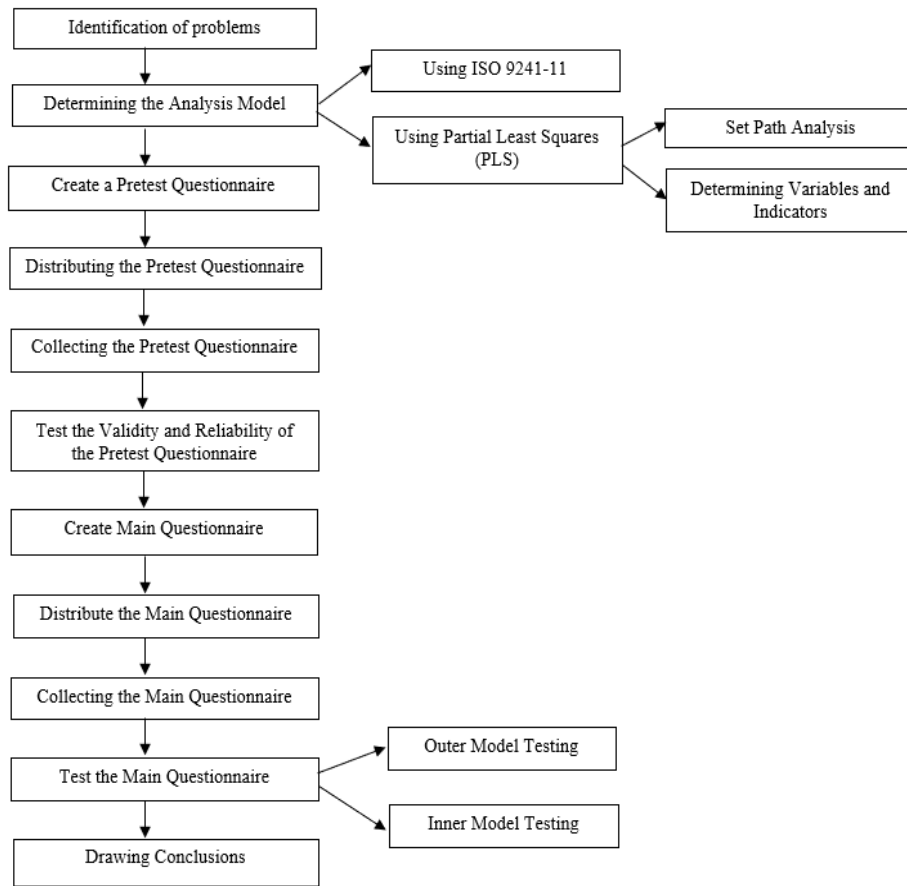 Identification of problems
Using ISO 9241-11
Determining the Analysis Model
Using Partial Least Squares
(PLS)
Set Path Analysis
Create a Pretest Questionnaire
Determining Variables and
Indicators
Distributing the Pretest Questionnaire
Collecting the Pretest Questionnaire
Test the Validity and Reliability of
the Pretest Questionnaire
Create Main Questionnaire
Distribute the Main Questionnaire
Collecting the Main Questionnaire
Outer Model Testing
Test the Main Questionnaire
Inner Model Testing
Drawing Conclusions